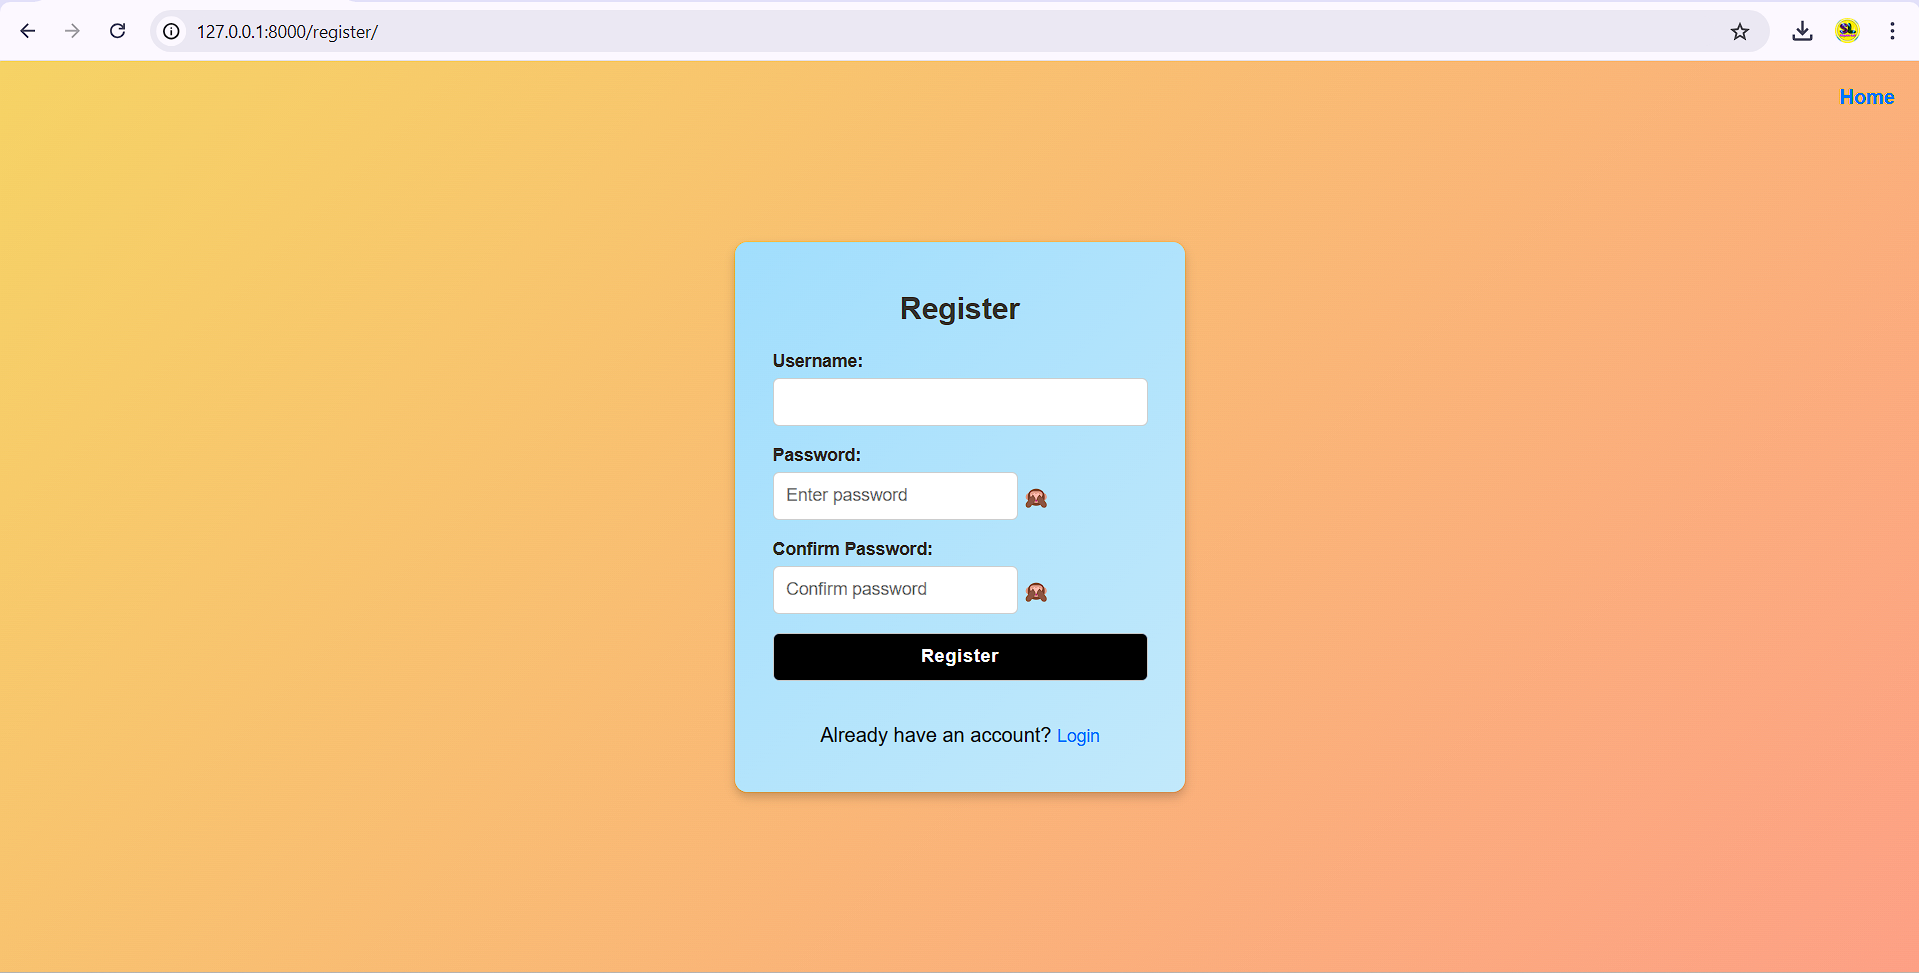 127.0.0.1:8000/register/
Home
Register
Username:
Password:
Enter password
Confirm Password:
Confirm password
Register
Already have an account? Login